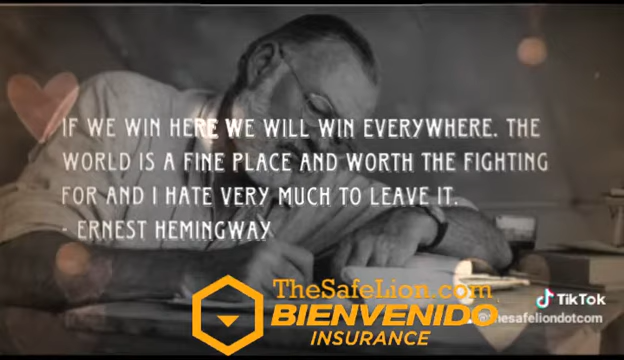 IF WE WIN HERE WE WILL WIN EVERYWHERE. THE
WORLD IS A FINE PLACE AND WORTH THE FIGHTING
FOR AND I HATE VERY MUCH TO LEAVE IT.
- ERNEST HEMINGWAY
TheSafeLion.com
BIENVENIDO
INSURANCE
TikTok
@thesafeliondotcom